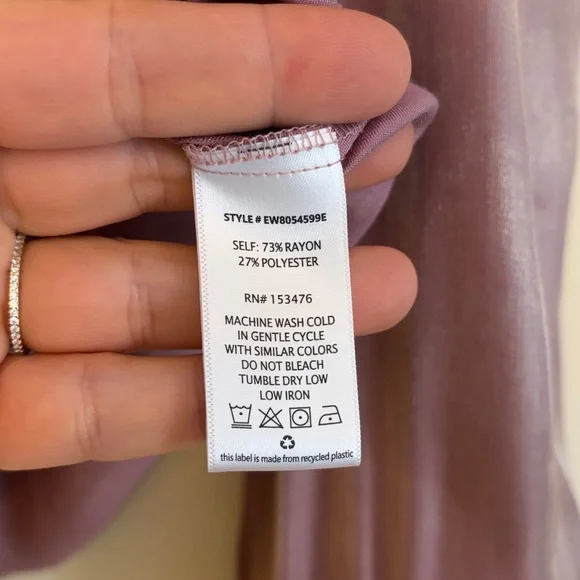 STYLE # EW8054599E
SELF: 73% RAYON
27% POLYESTER
RN# 153476
MACHINE WASH COLD
IN GENTLE CYCLE
WITH SIMILAR COLORS
DO NOT BLEACH
TUMBLE DRY LOW
LOW IRON
this label is made from recycled plastic